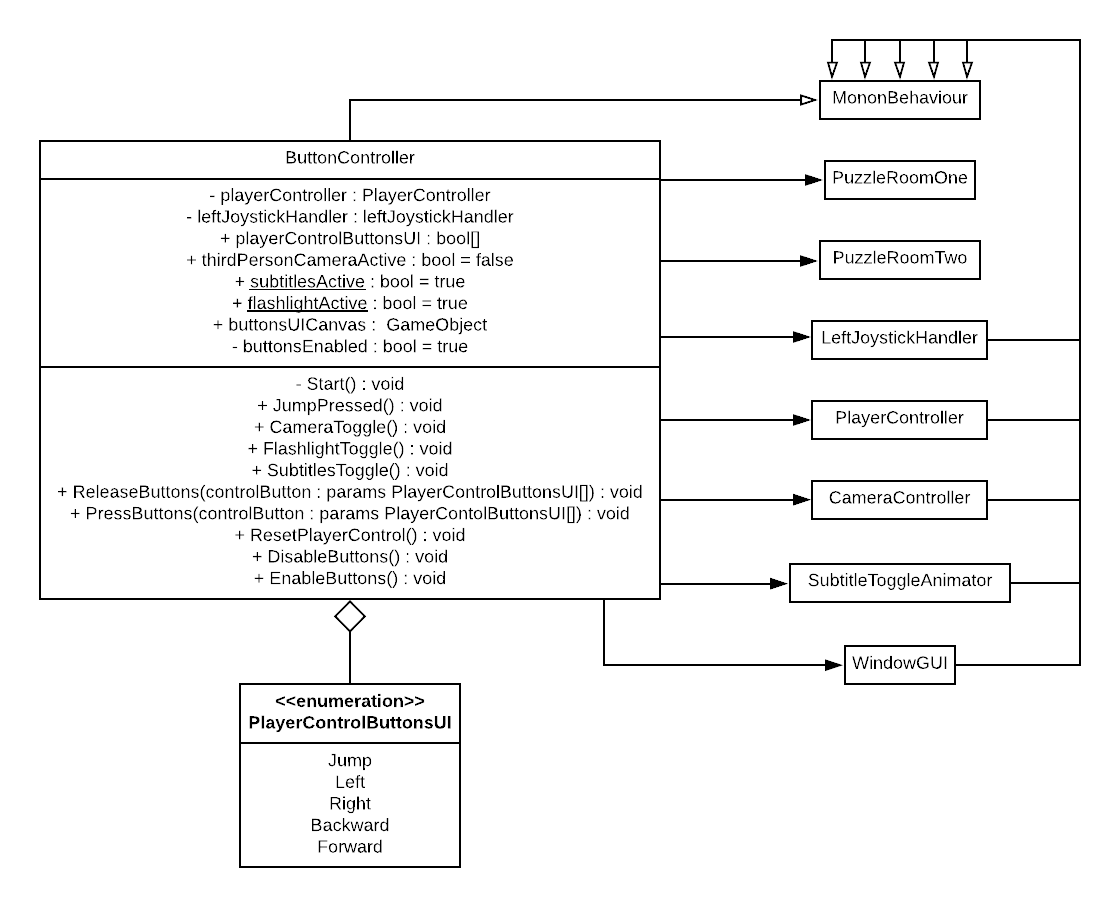 MononBehaviour
ButtonController
- playerController : PlayerController
- leftJoystickHandler : leftJoystickHandler
+ playerControlButtonsUI : bool[]
+ thirdPersonCameraActive : bool = false
+ subtitlesActive : bool = true
+ flashlightActive : bool = true
+ buttonsUICanvas :  GameObject
- buttonsEnabled : bool = true
- Start() : void
+ JumpPressed() : void
+ CameraToggle() : void
+ FlashlightToggle() : void
+ SubtitlesToggle() : void
+ ReleaseButtons(controlButton : params PlayerControlButtonsUI[]) : void
+ PressButtons(controlButton : params PlayerContolButtonsUI[]) : void
+ ResetPlayerControl() : void
+ DisableButtons() : void
+ EnableButtons() : void
PuzzleRoomOne
PuzzleRoomTwo
LeftJoystickHandler
PlayerController
CameraController
SubtitleToggleAnimator
WindowGUI
<<enumeration>>
PlayerControlButtonsUI
Jump
Left
Right
Backward
Forward